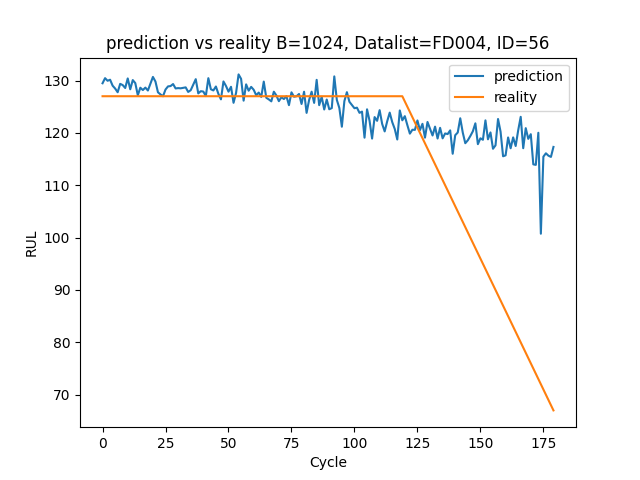 prediction vs reality B=1024, Datalist=FD004, ID=56
prediction
reality
130
120
110
100
90
80
70
RUL
0 25 50 75 100 125 150 175
Cycle